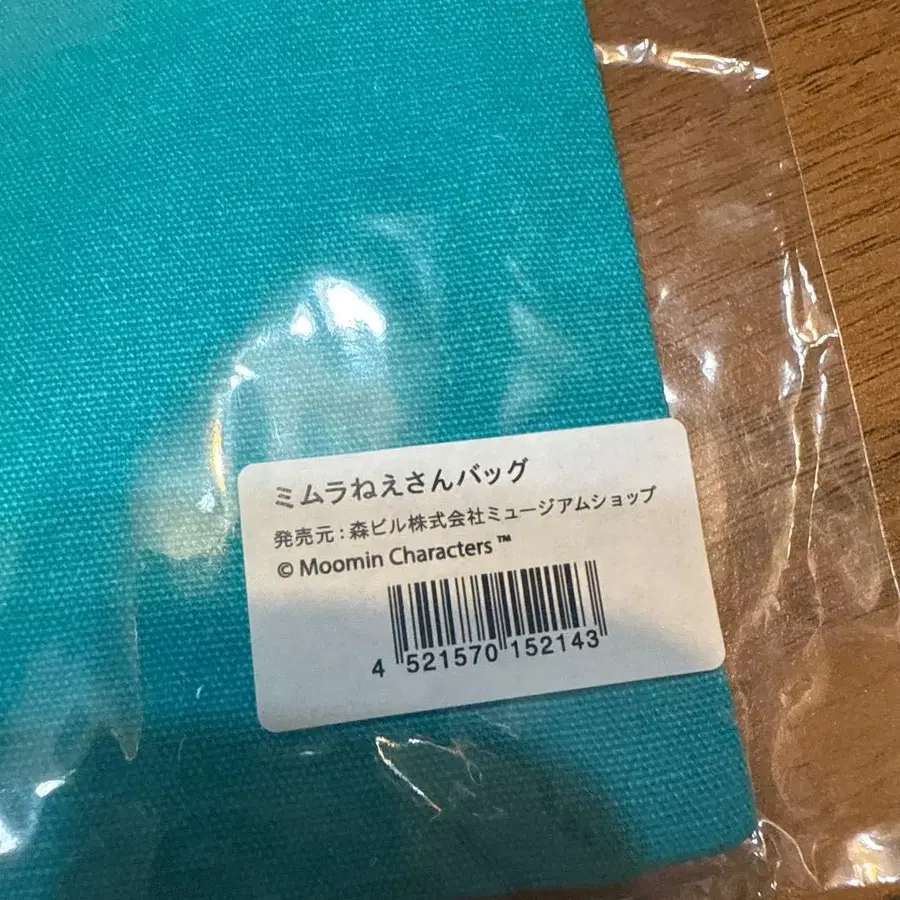 ミムラねえさんバッグ
発売元:森ビル株式会社ミュージアムショップ
© Moomin Characters ™
4 521570 152143